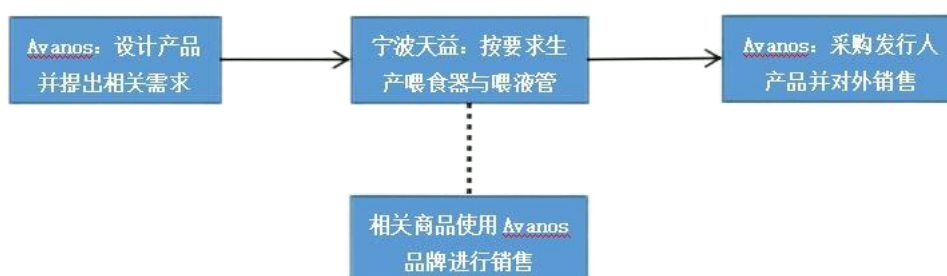 Avanos：设计产品
并提出相关需求
宁波天益：按要求生
产喂食器与喂液管
Avanos：采购发行人
产品并对外销售
相关商品使用Avanos
品牌进行销售